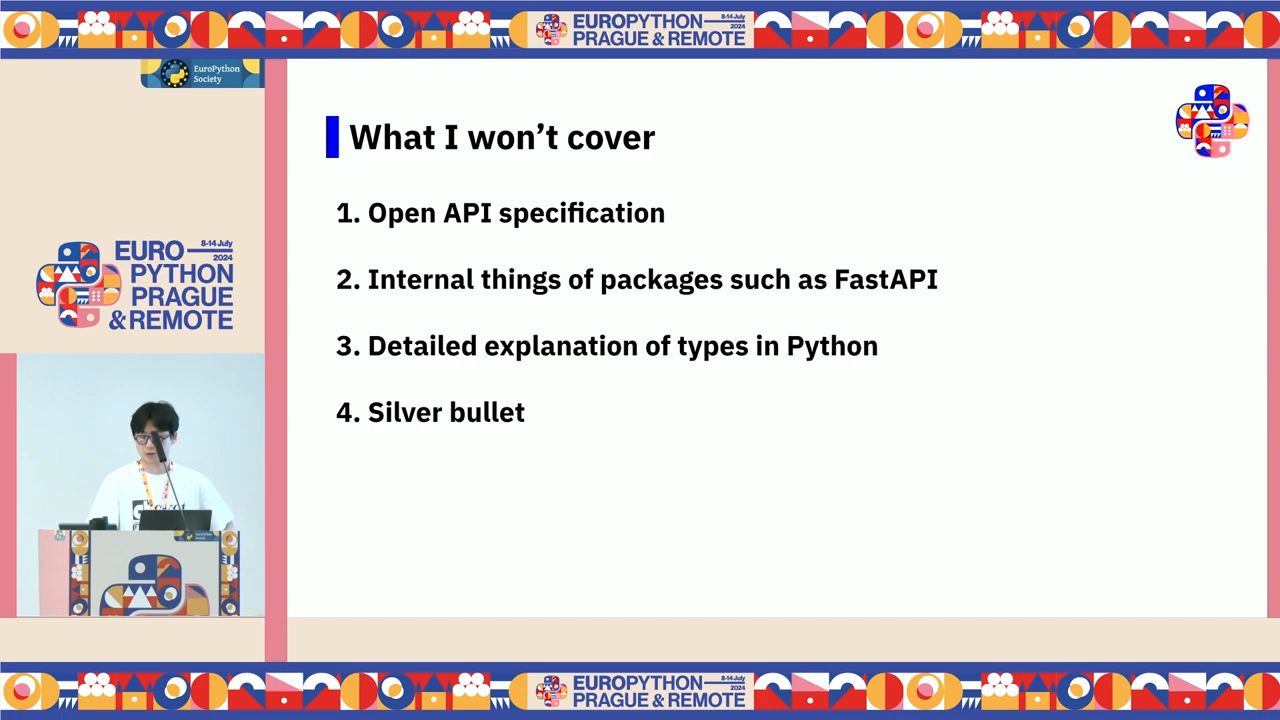 EUROPYTHON
8-14 July
2024
PRAGUE & REMOTE
EuroPython
Society
What I won't cover
1. Open API specification
2. Internal things of packages such as FastAPI
3. Detailed explanation of types in Python
4. Silver bullet
EURO
8-14 July
2024
PYTHON
PRAGUE
& REMOTE
EUROPYTHON
8-14 July
2024
PRAGUE & REMOTE